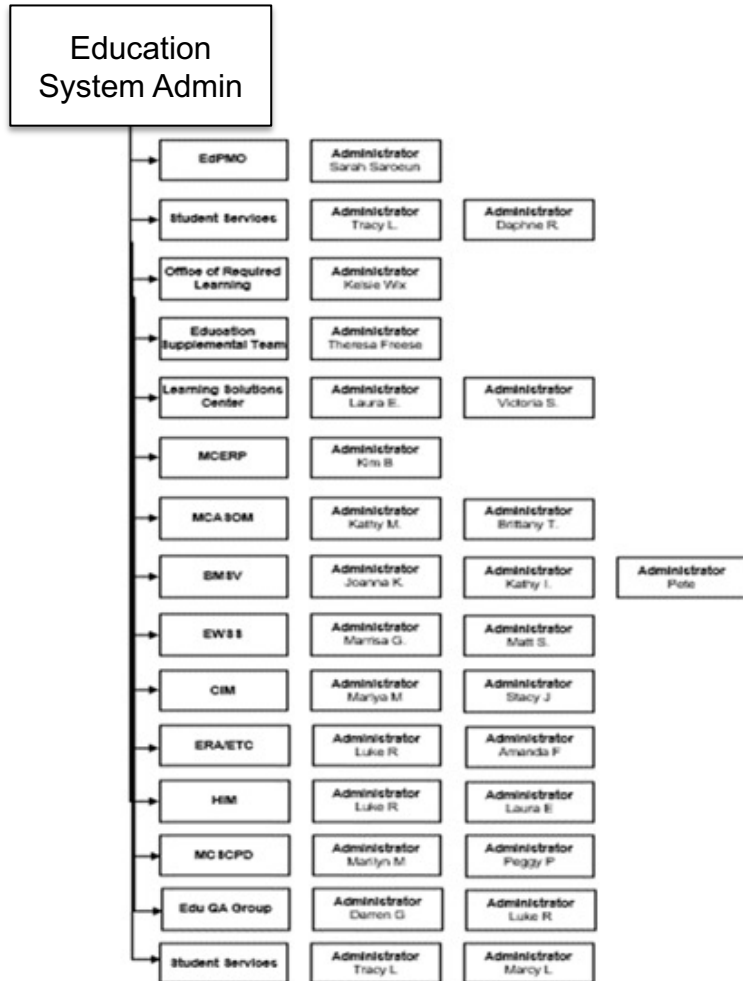 Education
System Admin
EdPMO
Administrator
Sarah Saroeun
Student Services
Administrator
Tracy L.
Administrator
Daphne R.
Office of Required
Learning
Administrator
Kelsie Wix
Education
Supplemental Team
Administrator
Theresa Freese
Learning Solutions
Center
Administrator
Laura E.
Administrator
Victoria S.
MCERP
Administrator
Kim B
MCASOM
Administrator
Kathy M.
Administrator
Brittany T.
BMSV
Administrator
Joanna K
Administrator
Kathy I.
Administrator
Pete
EWSS
Administrator
Marrisa G.
Administrator
Matt S.
CIM
Administrator
Mariya M
Administrator
Stacy J
ERA/ETC
Administrator
Luke R
Administrator
Amanda F
HIM
Administrator
Luke R
Administrator
Laura E
MCSCPD
Administrator
Marilyn M
Administrator
Peggy P
Edu QA Group
Administrator
Darren G
Administrator
Luke R
Student Services
Administrator
Tracy L
Administrator
Marcy L.